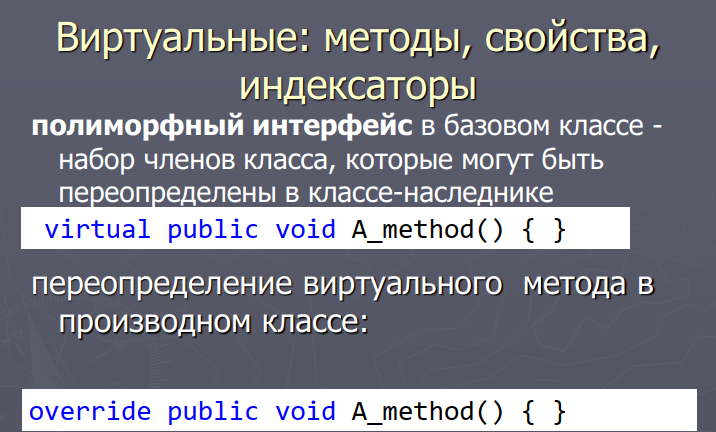 Виртуальные: методы, свойства,
индексаторы
полиморфный интерфейс в базовом классе -
набор членов класса, которые могут быть
переопределены в классе-наследнике
virtual public void A_method() { }
переопределение виртуального метода в
производном классе:
override public void A_method() { }